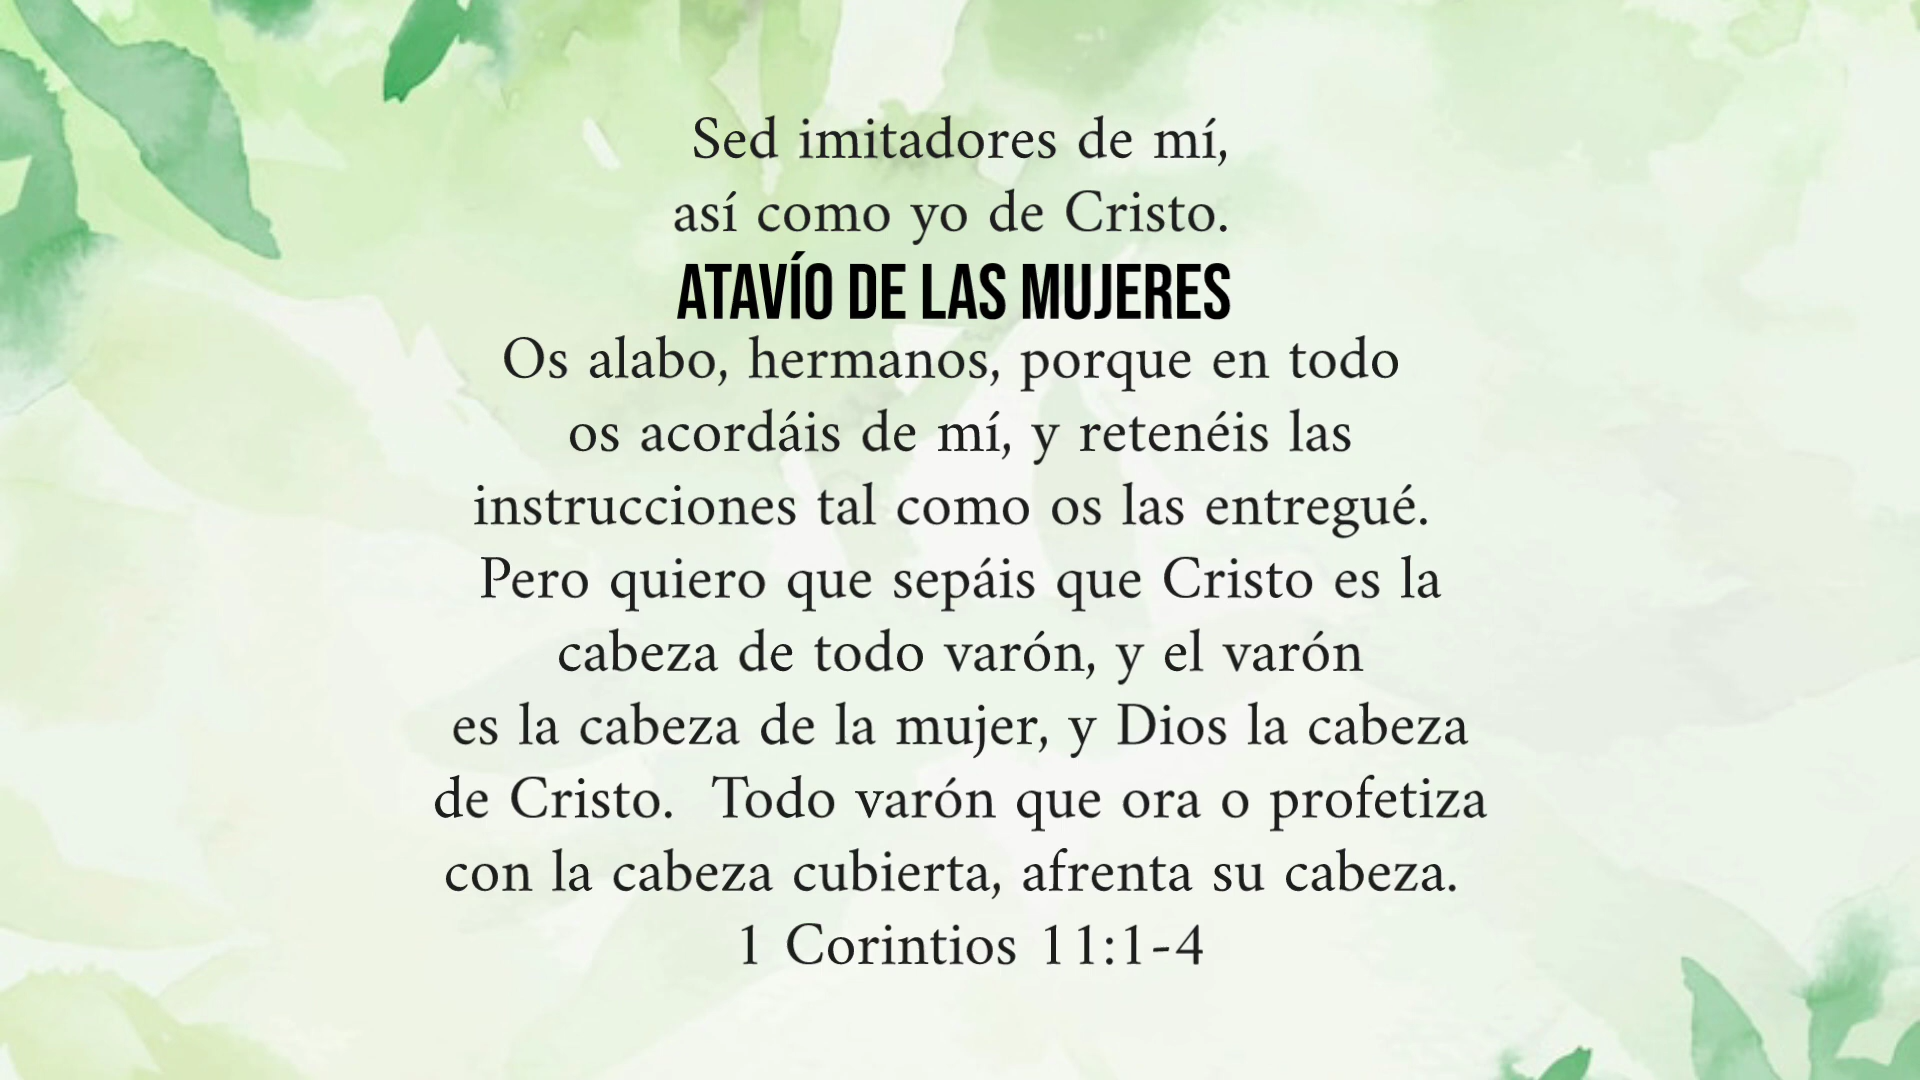 Sed imitadores de mí,
así como yo de Cristo.
ATAVÍO DE LAS MUJERES
Os alabo, hermanos, porque en todo
os acordáis de mí, y retenéis las
instrucciones tal como os las entregué.
Pero quiero que sepáis que Cristo es la
cabeza de todo varón, y el varón
es la cabeza de la mujer, y Dios la cabeza
de Cristo.  Todo varón que ora o profetiza
con la cabeza cubierta, afrenta su cabeza.
1 Corintios 11:1-4